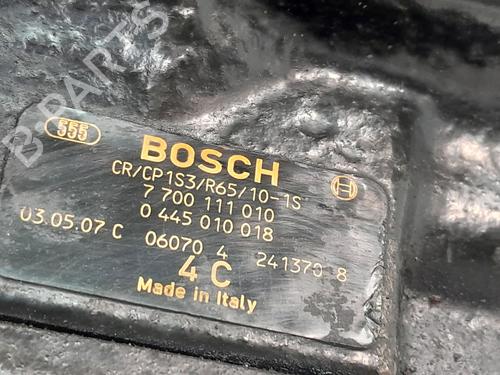 B-PARTS
555
BOSCH
CR/CP1S3/R65/10-1S
7 700 111 010
0 445 010 018
03.05.07 C 06070 4 241370 8
4 C
Made in Italy